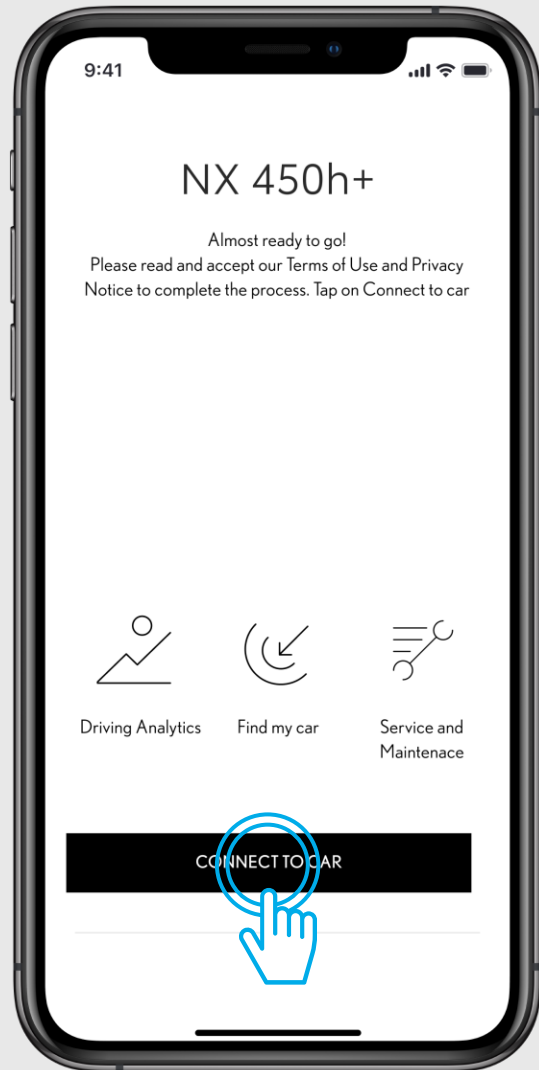 9:41
NX 450h+
Almost ready to go!
Please read and accept our Terms of Use and Privacy
Notice to complete the process. Tap on Connect to car
Driving Analytics
Find my car
Service and
Maintenace
CONNECT TO CAR